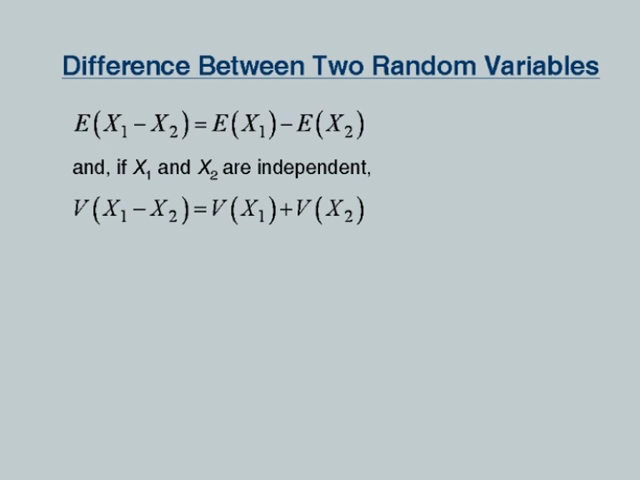 Difference Between Two Random Variables
E(X₁ − X₂) = E(X₁) − E(X₂)
and, if X₁ and X₂ are independent,
V(X₁ − X₂) = V(X₁) + V(X₂)